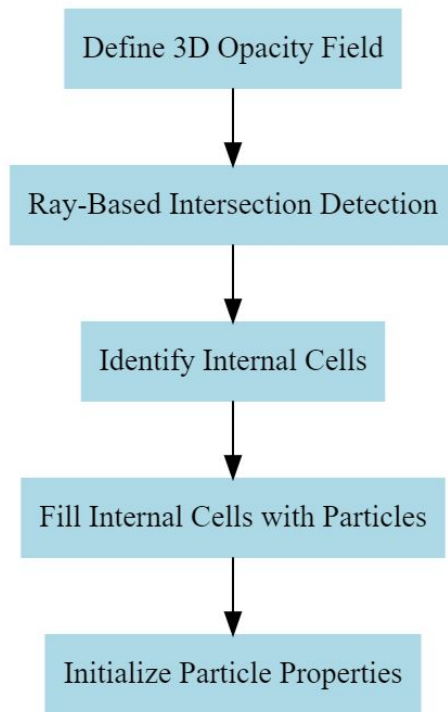 Define 3D Opacity Field
Ray-Based Intersection Detection
Identify Internal Cells
Fill Internal Cells with Particles
Initialize Particle Properties